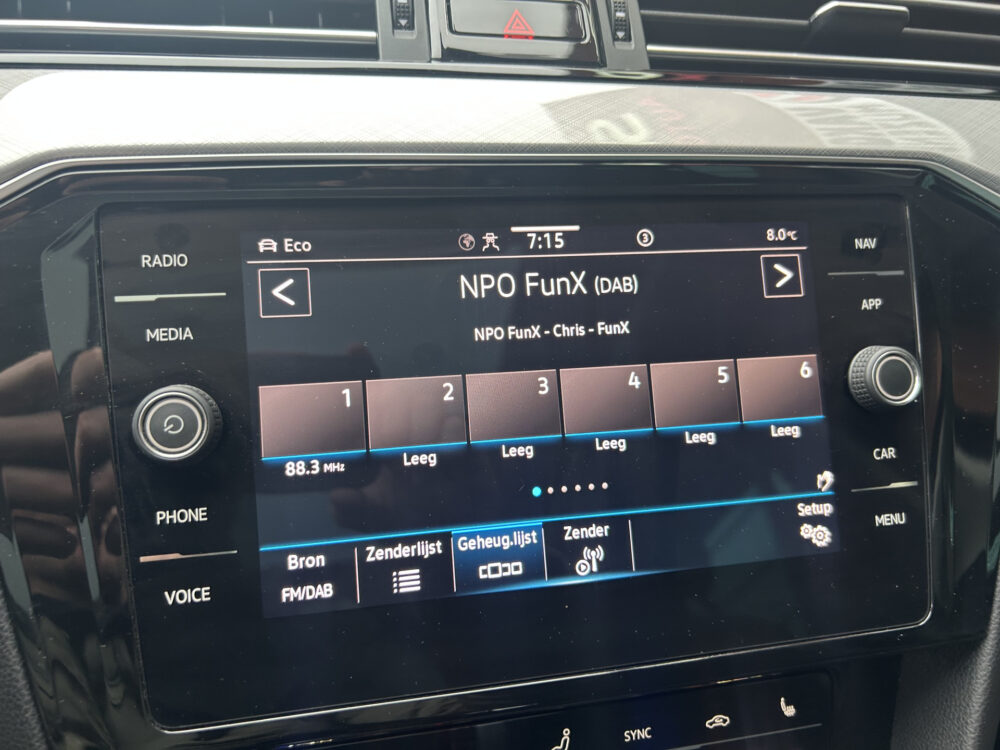 RADIO
MEDIA
PHONE
VOICE
Eco
7:15
3
8.0°C
NPO FunX (DAB)
NPO FunX - Chris - FunX
1 2 3 4 5 6
88.3 MHz Leeg Leeg Leeg Leeg Leeg
Bron
FM/DAB
Zenderlijst
Geheug.lijst
Zender
Setup
NAV
APP
CAR
MENU
SYNC